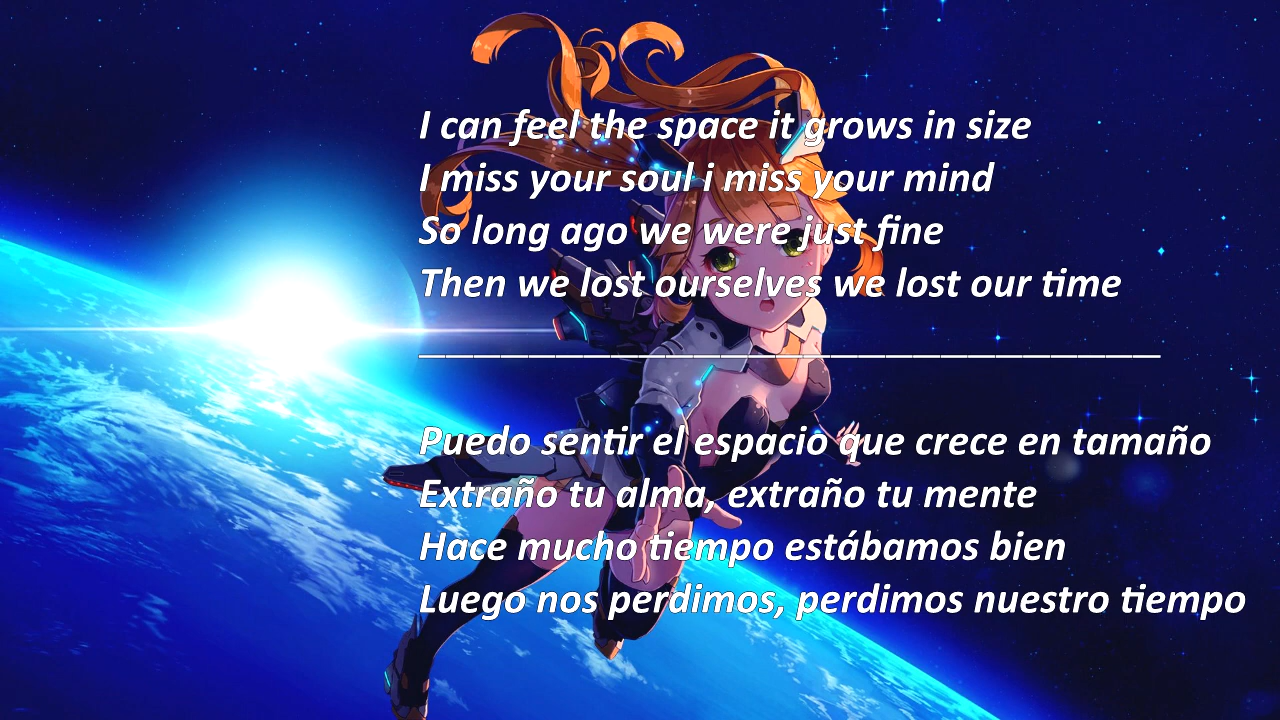 I can feel the space it grows in size
I miss your soul i miss your mind
So long ago we were just fine
Then we lost ourselves we lost our time
___________________________
Puedo sentir el espacio que crece en tamaño
Extraño tu alma, extraño tu mente
Hace mucho tiempo estábamos bien
Luego nos perdimos, perdimos nuestro tiempo